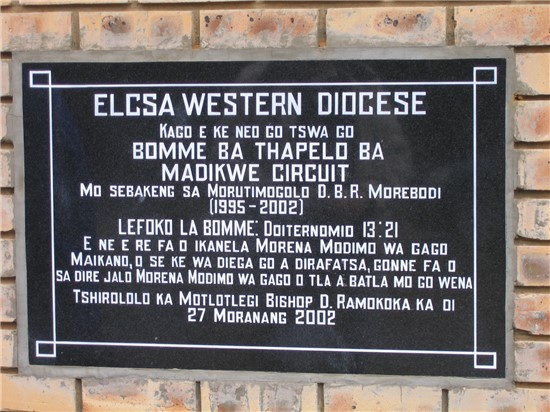 ELCSA WESTERN DIOCESE
KAGO E KE NEO GO TSWA GO
BOMME BA THAPELO BA
MADIKWE CIRCUIT
MO SEBAKENG SA MORUTIMOGOLO O.B.R. MOREBODI
(1995-2002)
LEFOKO LA BOMME: DOITERNOMIO 13:21
E NE E RE FA O IKANELA MORENA MODIMO WA GAGO
MAIKANO, O SE KE WA DIEGA GO A DIRAFATSA, GONNE FA O
SA DIRE JALO MORENA MODIMO WA GAGO O TLA A BATLA MO GO WENA
TSHIROLOLO KA MOTLOTLEGI BISHOP D. RAMOKOKA KA DI
27 MORANANG 2002